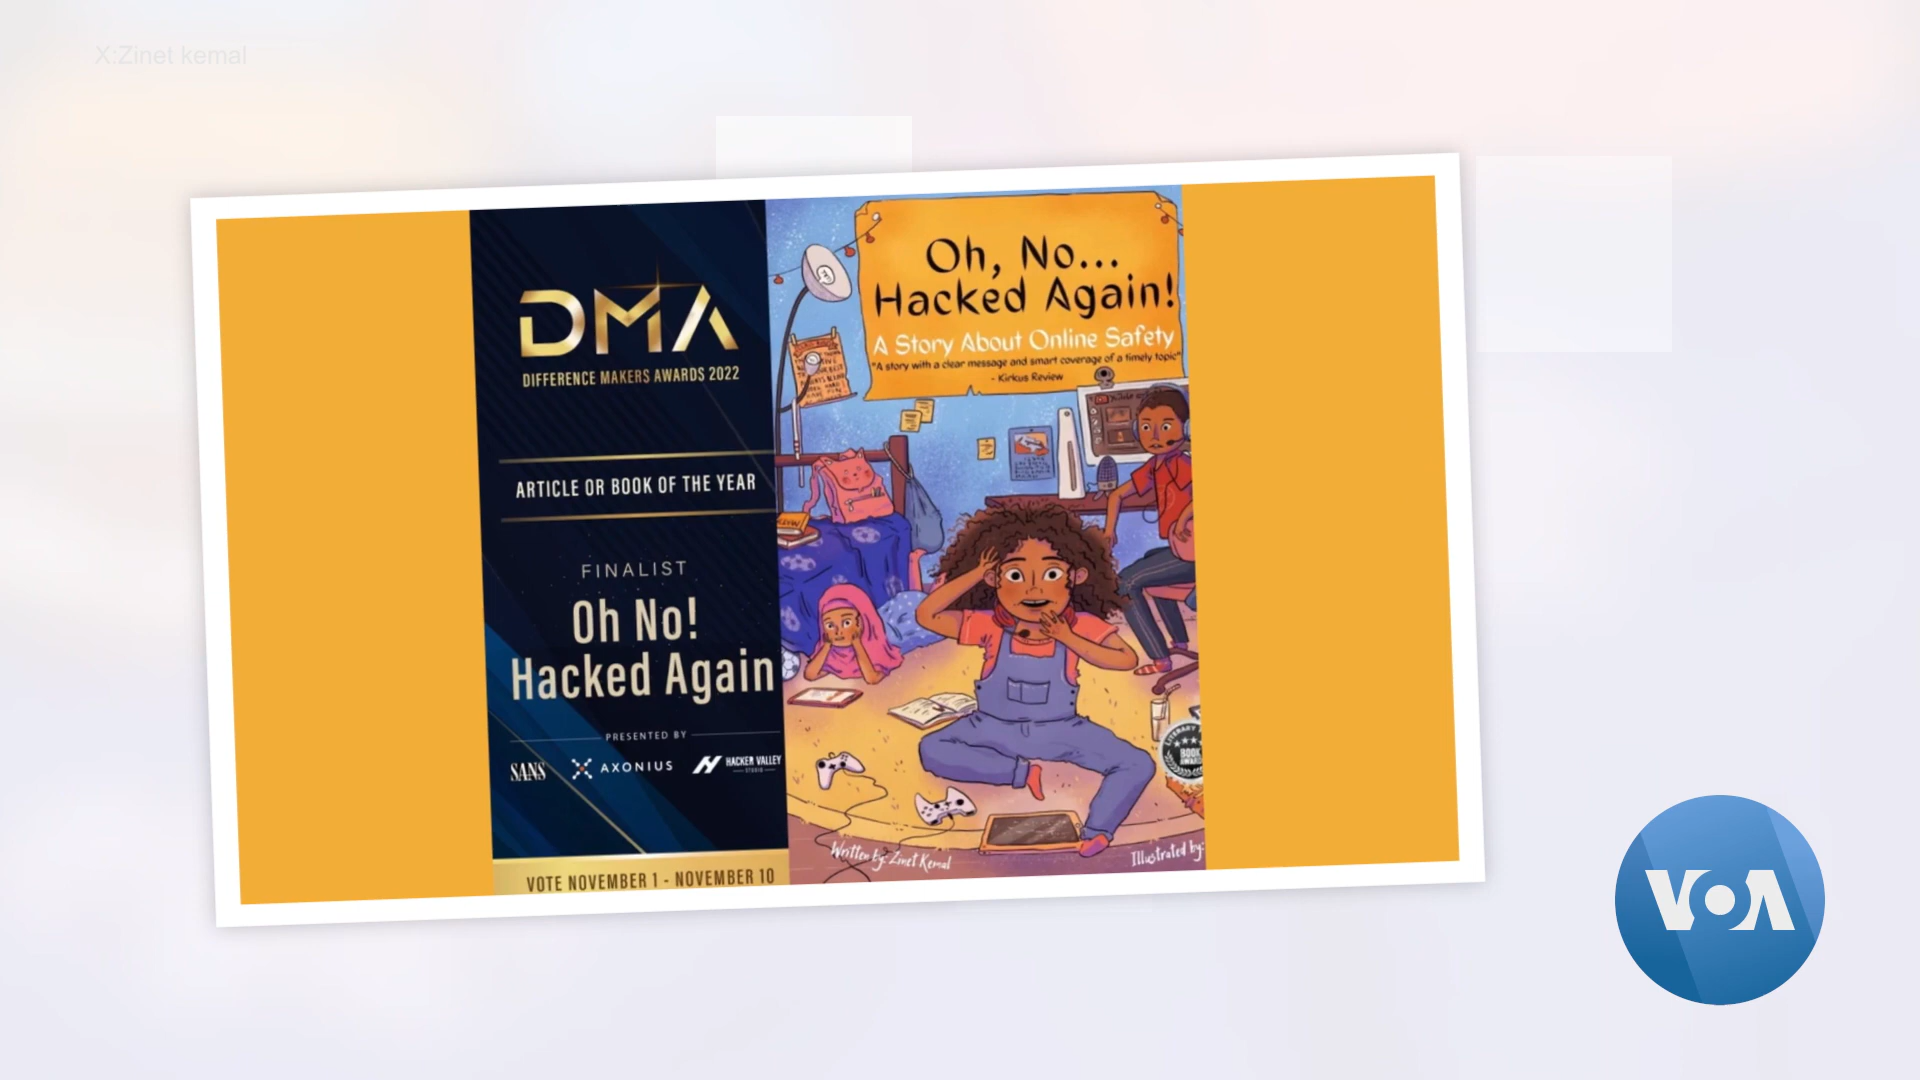 X:Zinet kemal
DMA
DIFFERENCE MAKERS AWARDS 2022
ARTICLE OR BOOK OF THE YEAR
FINALIST
Oh No!
Hacked Again
PRESENTED BY
SANS
AXONIUS
HACKER VALLEY
STUDIO
VOTE NOVEMBER 1 - NOVEMBER 10
Oh, No...
Hacked Again!
A Story About Online Safety
"A story with a clear message and smart coverage of a timely topic"
- Kirkus Review
BOOK
Written by: Zinet Kemal
Illustrated by:
VOA